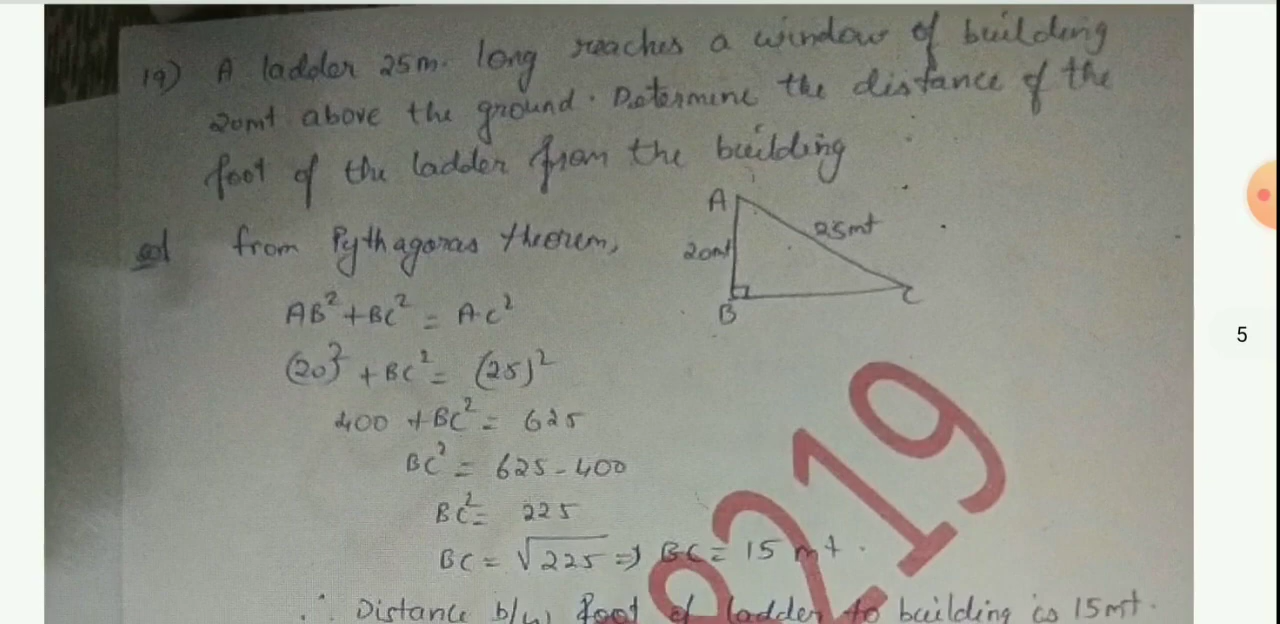 19) A ladder 25m. long reaches a window of building
20mt above the ground. Determine the distance of the
foot of the ladder from the building
sol from Pythagoras theorem,
A
25mt
20mt
B
C
AB² + BC² = AC²
(20)² + BC² = (25)²
400 + BC² = 625
BC² = 625 - 400
BC² = 225
BC = √225 ⇒ BC = 15 mt.
∴ Distance b/w foot of ladder to building is 15mt.
219
5